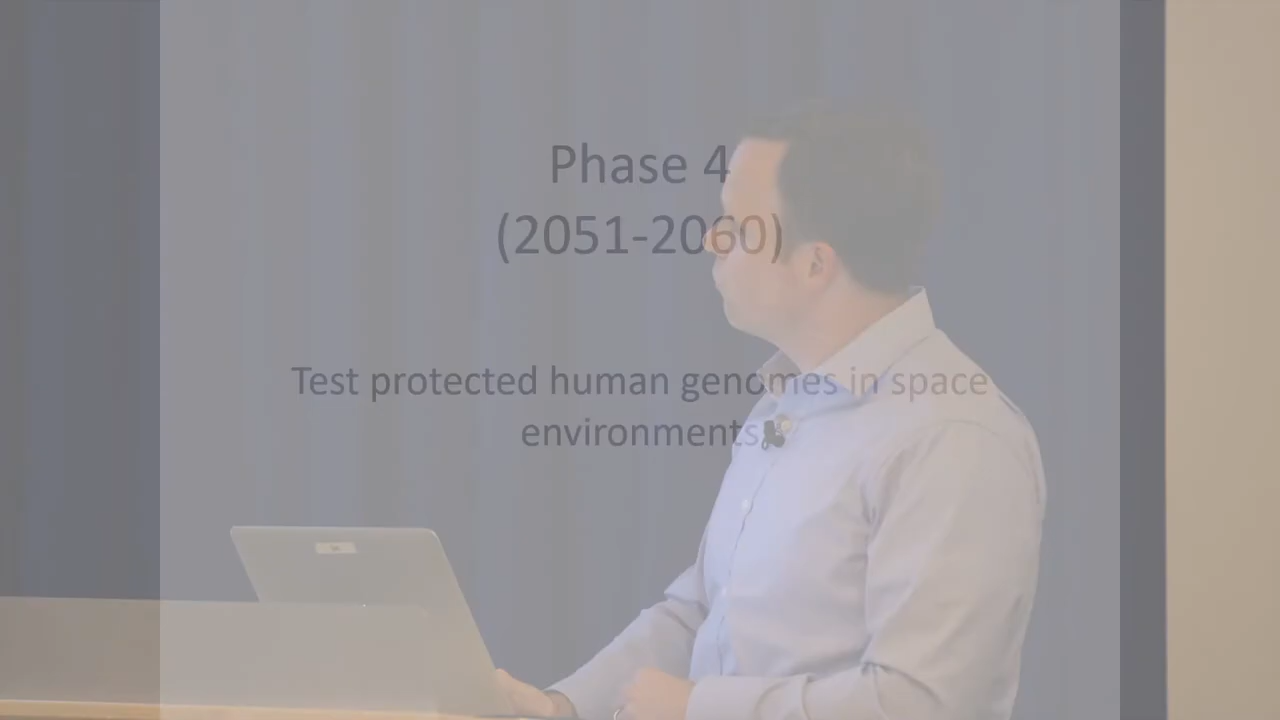 Phase 4
(2051-2060)
Test protected human genomes in space
environments